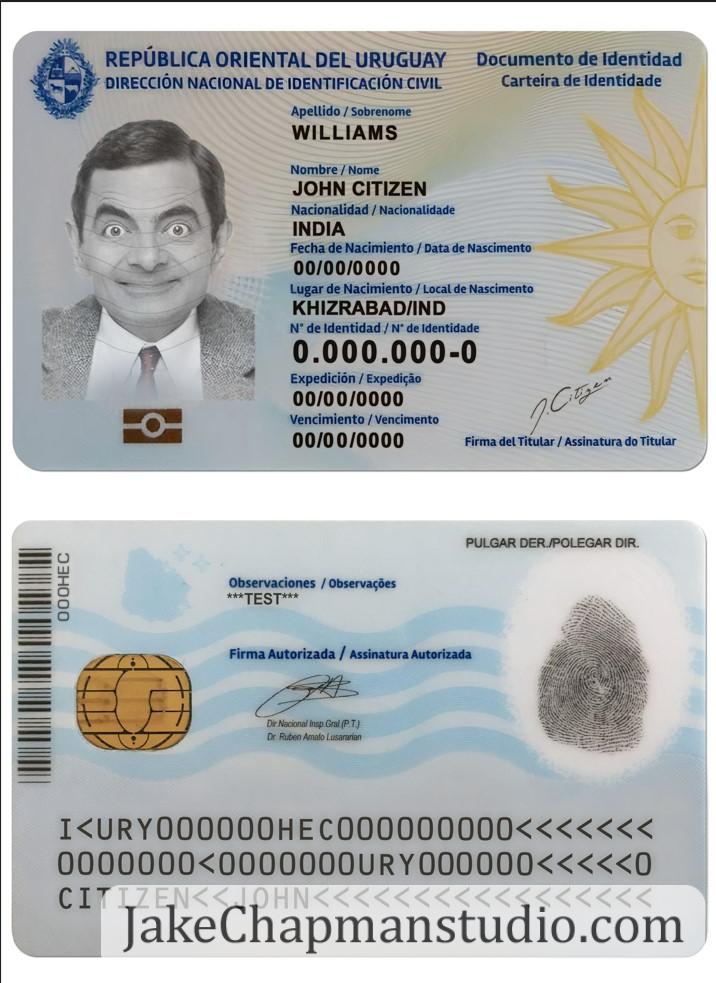 REPÚBLICA ORIENTAL DEL URUGUAY
DIRECCIÓN NACIONAL DE IDENTIFICACIÓN CIVIL
Documento de Identidad
Carteira de Identidade
Apellido / Sobrenome
WILLIAMS
Nombre / Nome
JOHN CITIZEN
Nacionalidad / Nacionalidade
INDIA
Fecha de Nacimiento / Data de Nascimento
00/00/0000
Lugar de Nacimiento / Local de Nascimento
KHIZRABAD/IND
N° de Identidad / N° de Identidade
0.000.000-0
Expedición / Expedição
00/00/0000
Vencimiento / Vencimento
00/00/0000
J. Citizen
Firma del Titular / Assinatura do Titular
PULGAR DER./POLEGAR DIR.
000HEC
Observaciones / Observações
***TEST***
Firma Autorizada / Assinatura Autorizada
Dir.Nacional Insp.Gral (P.T.)
Dr. Ruben Amato Lusararian
I<URY000000HEC000000000<<<<<<<
0000000<0000000URY000000<<<<<0
CITIZEN<<JOHN<<<<<<<<<<<<<<<<<
JakeChapmanstudio.com